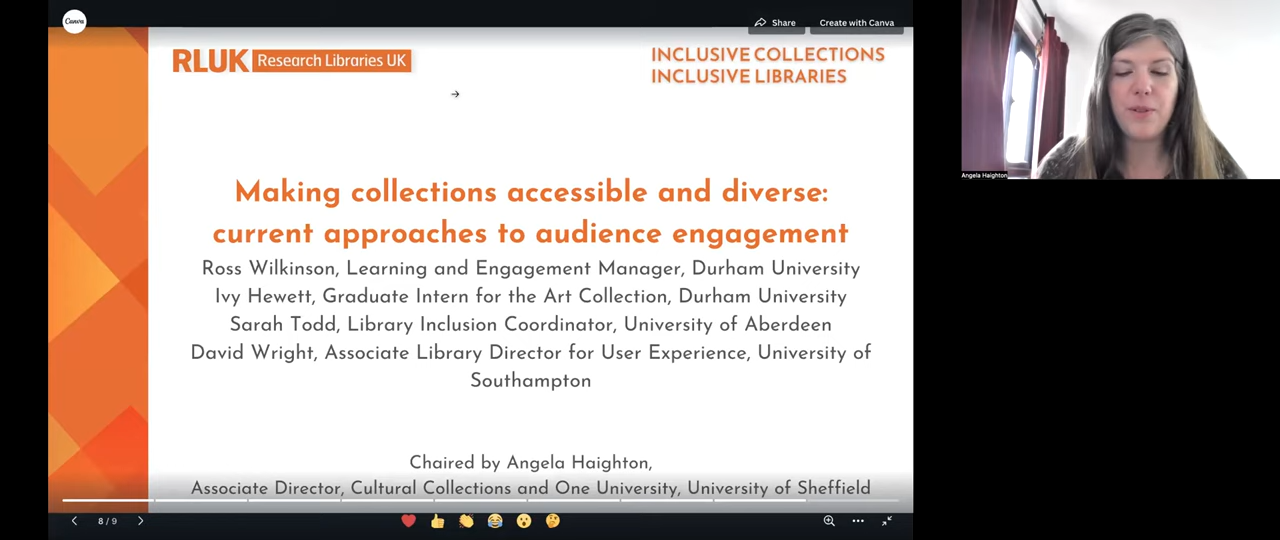 Canva
Share
Create with Canva
RLUK Research Libraries UK
INCLUSIVE COLLECTIONS
INCLUSIVE LIBRARIES
Making collections accessible and diverse:
current approaches to audience engagement
Ross Wilkinson, Learning and Engagement Manager, Durham University
Ivy Hewett, Graduate Intern for the Art Collection, Durham University
Sarah Todd, Library Inclusion Coordinator, University of Aberdeen
David Wright, Associate Library Director for User Experience, University of
Southampton
Chaired by Angela Haighton,
Associate Director, Cultural Collections and One University, University of Sheffield
8 / 9
Angela Haighton